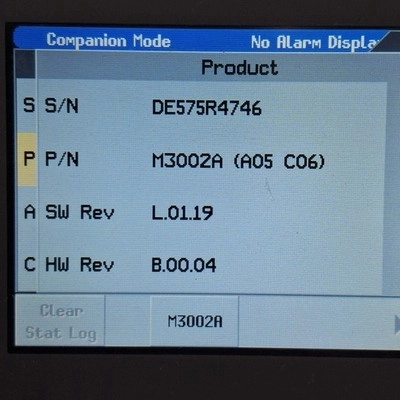 Companion Mode No Alarm Displa
Product
S S/N DE575R4746
P P/N M3002A (A05 C06)
A SW Rev L.01.19
C HW Rev B.00.04
Clear
Stat Log
M3002A